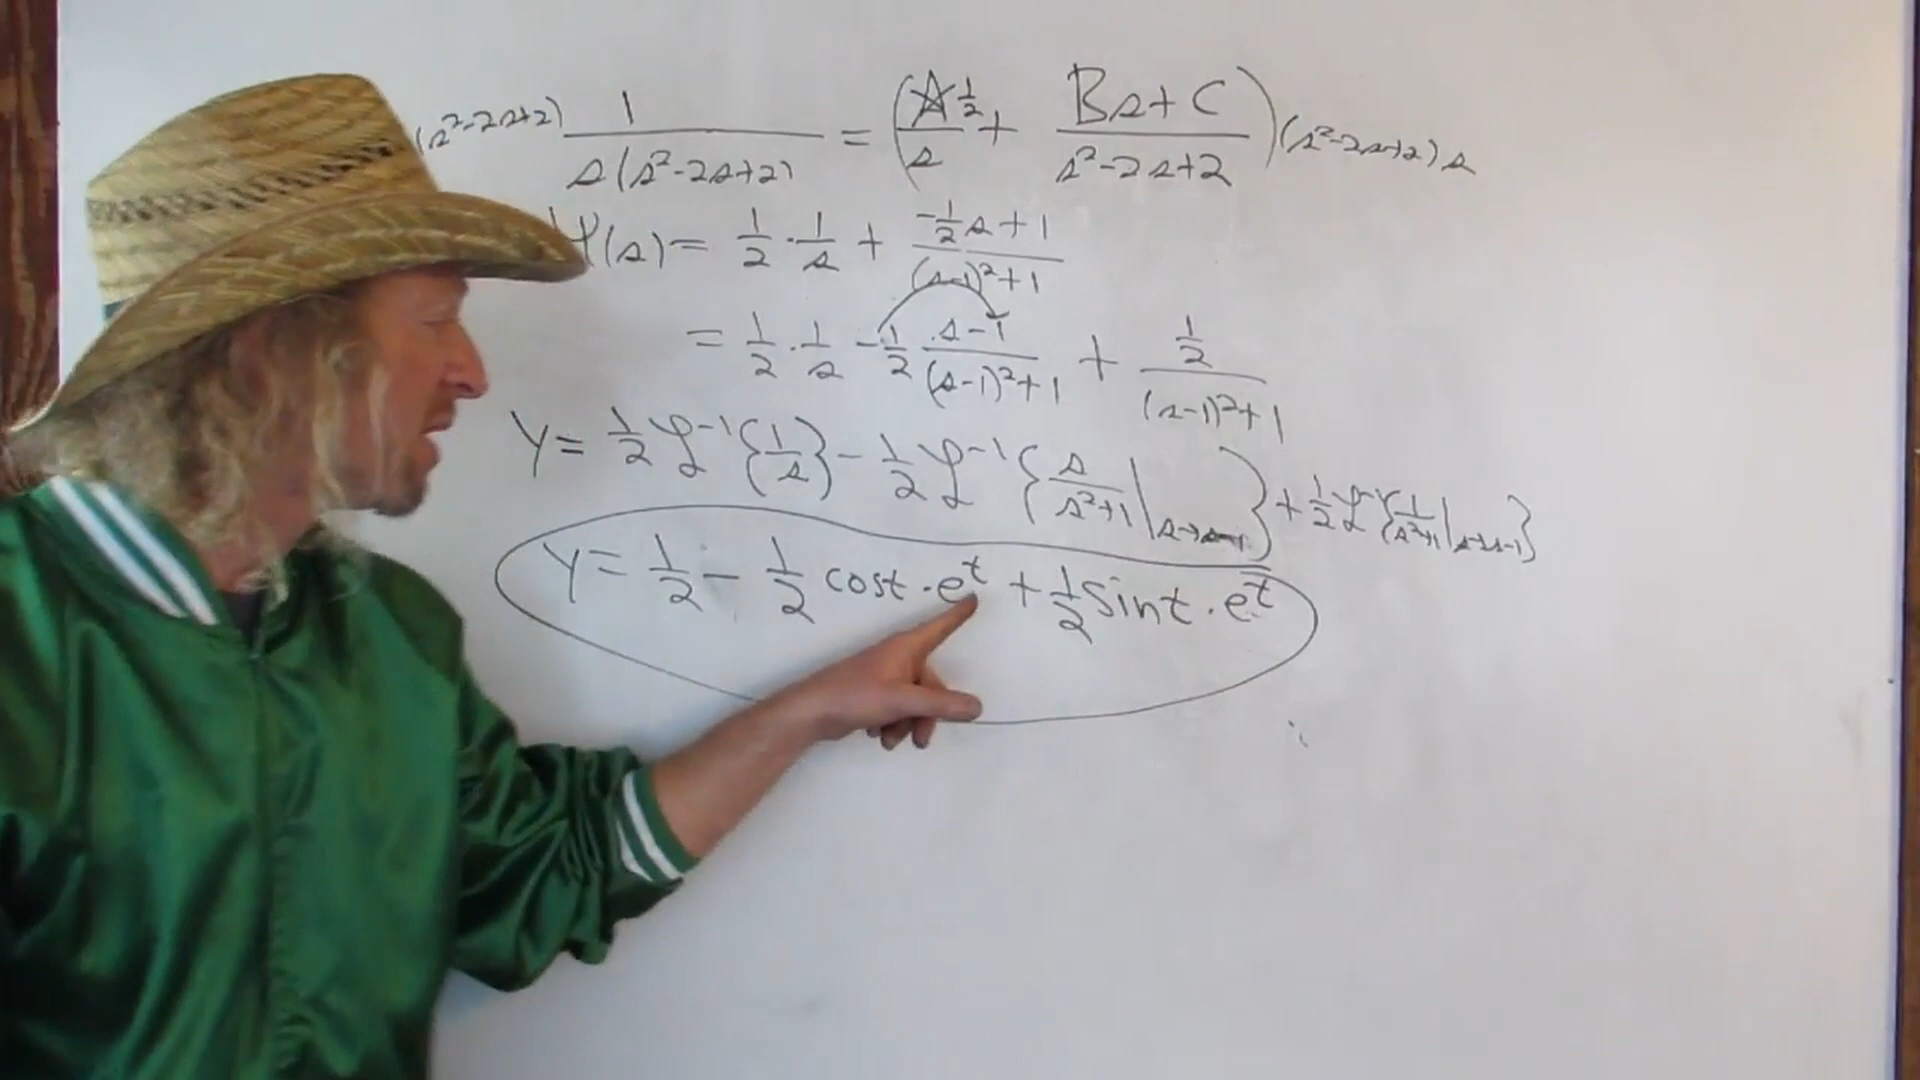 (s²-2s+2) 1/(s(s²-2s+2)) = (A 1/2/s + (Bs+C)/(s²-2s+2)) (s²-2s+2) s
Y(s) = 1/2 · 1/s + (-1/2 s + 1)/((s-1)²+1)
= 1/2 · 1/s - 1/2 · (s-1)/((s-1)²+1) + (1/2)/((s-1)²+1)
Y = 1/2 ℒ⁻¹{1/s} - 1/2 ℒ⁻¹{s/(s²+1)|s→s-1} + 1/2 ℒ⁻¹{1/(s²+1)|s→s-1}
Y = 1/2 - 1/2 cost · eᵗ + 1/2 sint · eᵗ